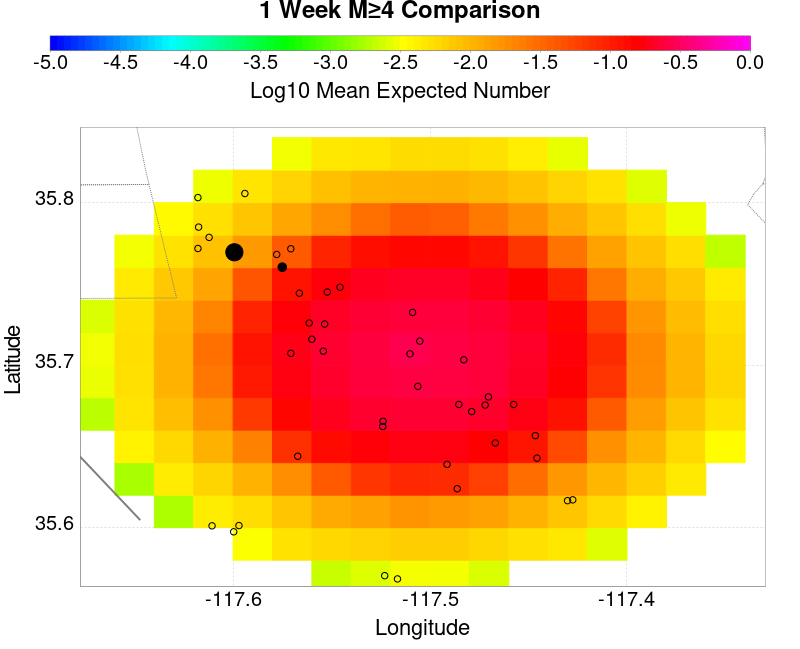 1 Week M≥4 Comparison
-5.0 -4.5 -4.0 -3.5 -3.0 -2.5 -2.0 -1.5 -1.0 -0.5 0.0
Log10 Mean Expected Number
35.8
35.7
35.6
Latitude
-117.6 -117.5 -117.4
Longitude